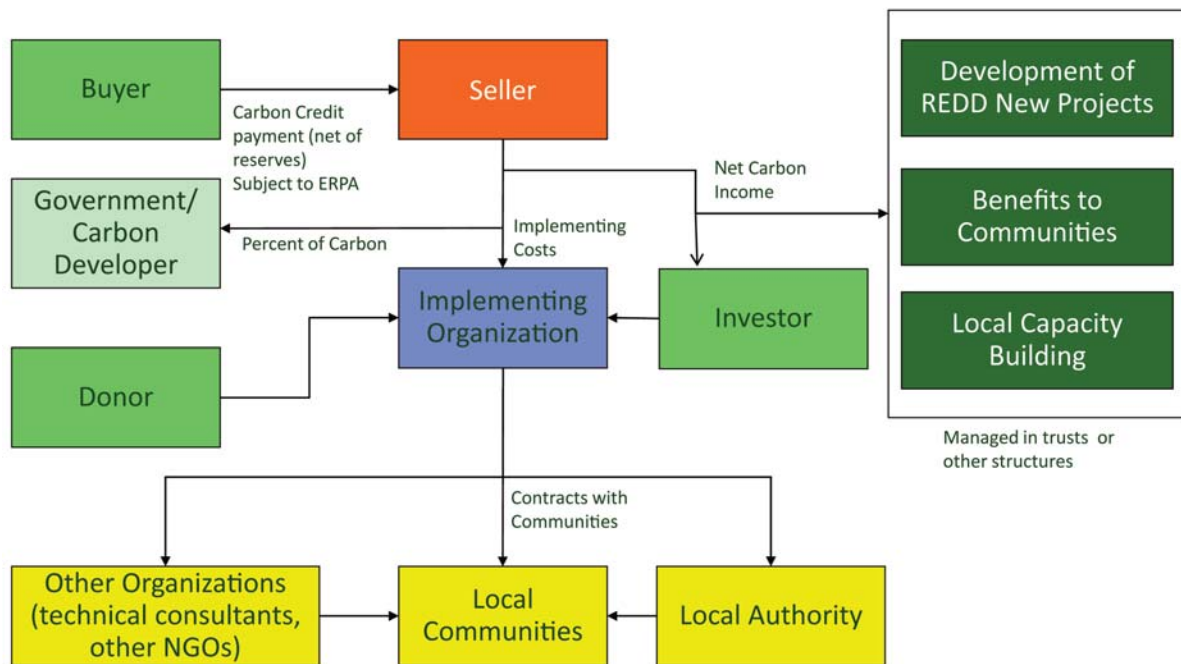 Buyer
Carbon Credit
payment (net of
reserves)
Subject to ERPA
Seller
Development of
REDD New Projects
Net Carbon
Income
Government/
Carbon
Developer
Percent of Carbon
Implementing
Costs
Benefits to
Communities
Implementing
Organization
Investor
Local Capacity
Building
Donor
Managed in trusts or
other structures
Contracts with
Communities
Other Organizations
(technical consultants,
other NGOs)
Local
Communities
Local Authority